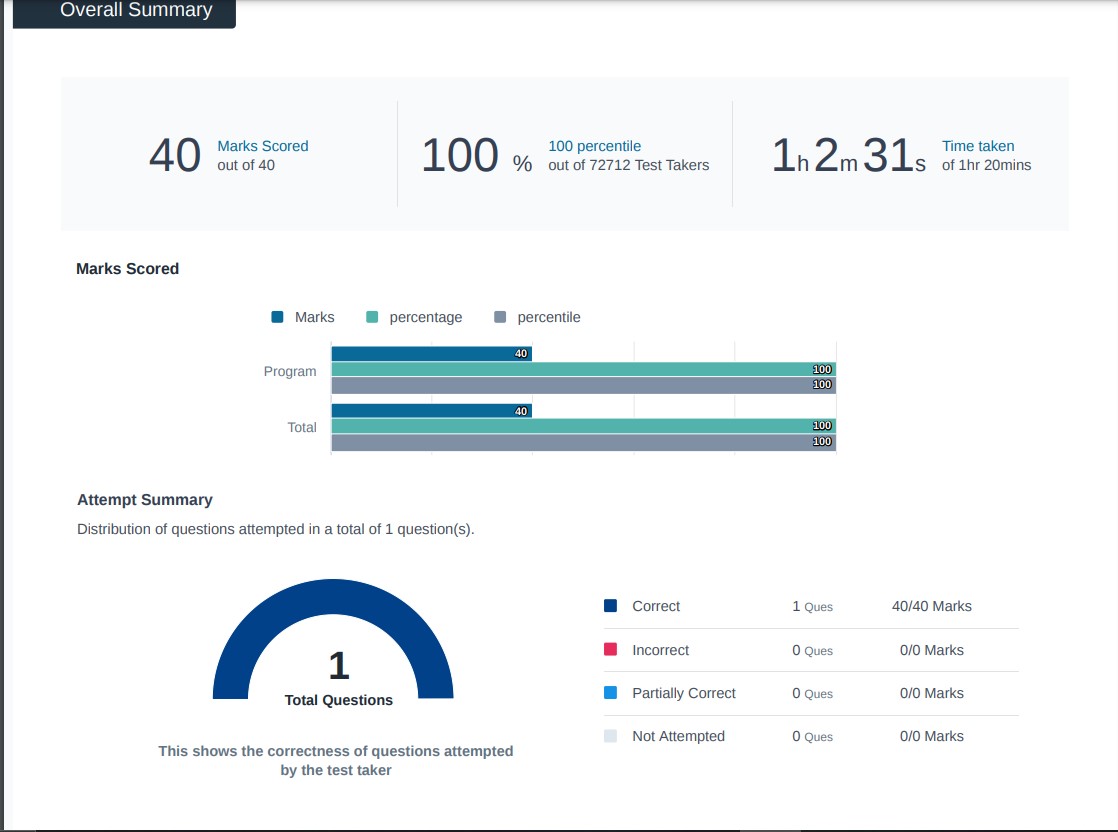 Overall Summary
40 Marks Scored
out of 40
100 % 100 percentile
out of 72712 Test Takers
1h 2m 31s Time taken
of 1hr 20mins
Marks Scored
Marks percentage percentile
Program 40
100
100
Total 40
100
100
Attempt Summary
Distribution of questions attempted in a total of 1 question(s).
1
Total Questions
This shows the correctness of questions attempted
by the test taker
Correct 1 Ques 40/40 Marks
Incorrect 0 Ques 0/0 Marks
Partially Correct 0 Ques 0/0 Marks
Not Attempted 0 Ques 0/0 Marks